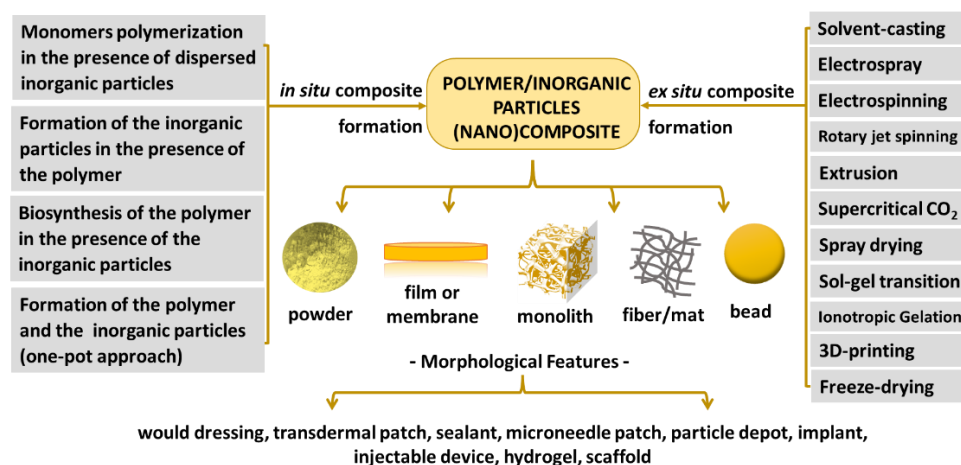 Monomers polymerization
in the presence of dispersed
inorganic particles
Formation of the inorganic
particles in the presence of
the polymer
Biosynthesis of the polymer
in the presence of the
inorganic particles
Formation of the polymer
and the inorganic particles
(one-pot approach)
in situ composite
formation
POLYMER/INORGANIC
PARTICLES
(NANO)COMPOSITE
ex situ composite
formation
Solvent-casting
Electrospray
Electrospinning
Rotary jet spinning
Extrusion
Supercritical CO₂
Spray drying
Sol-gel transition
Ionotropic Gelation
3D-printing
Freeze-drying
powder
film or
membrane
monolith
fiber/mat
bead
- Morphological Features -
would dressing, transdermal patch, sealant, microneedle patch, particle depot, implant,
injectable device, hydrogel, scaffold